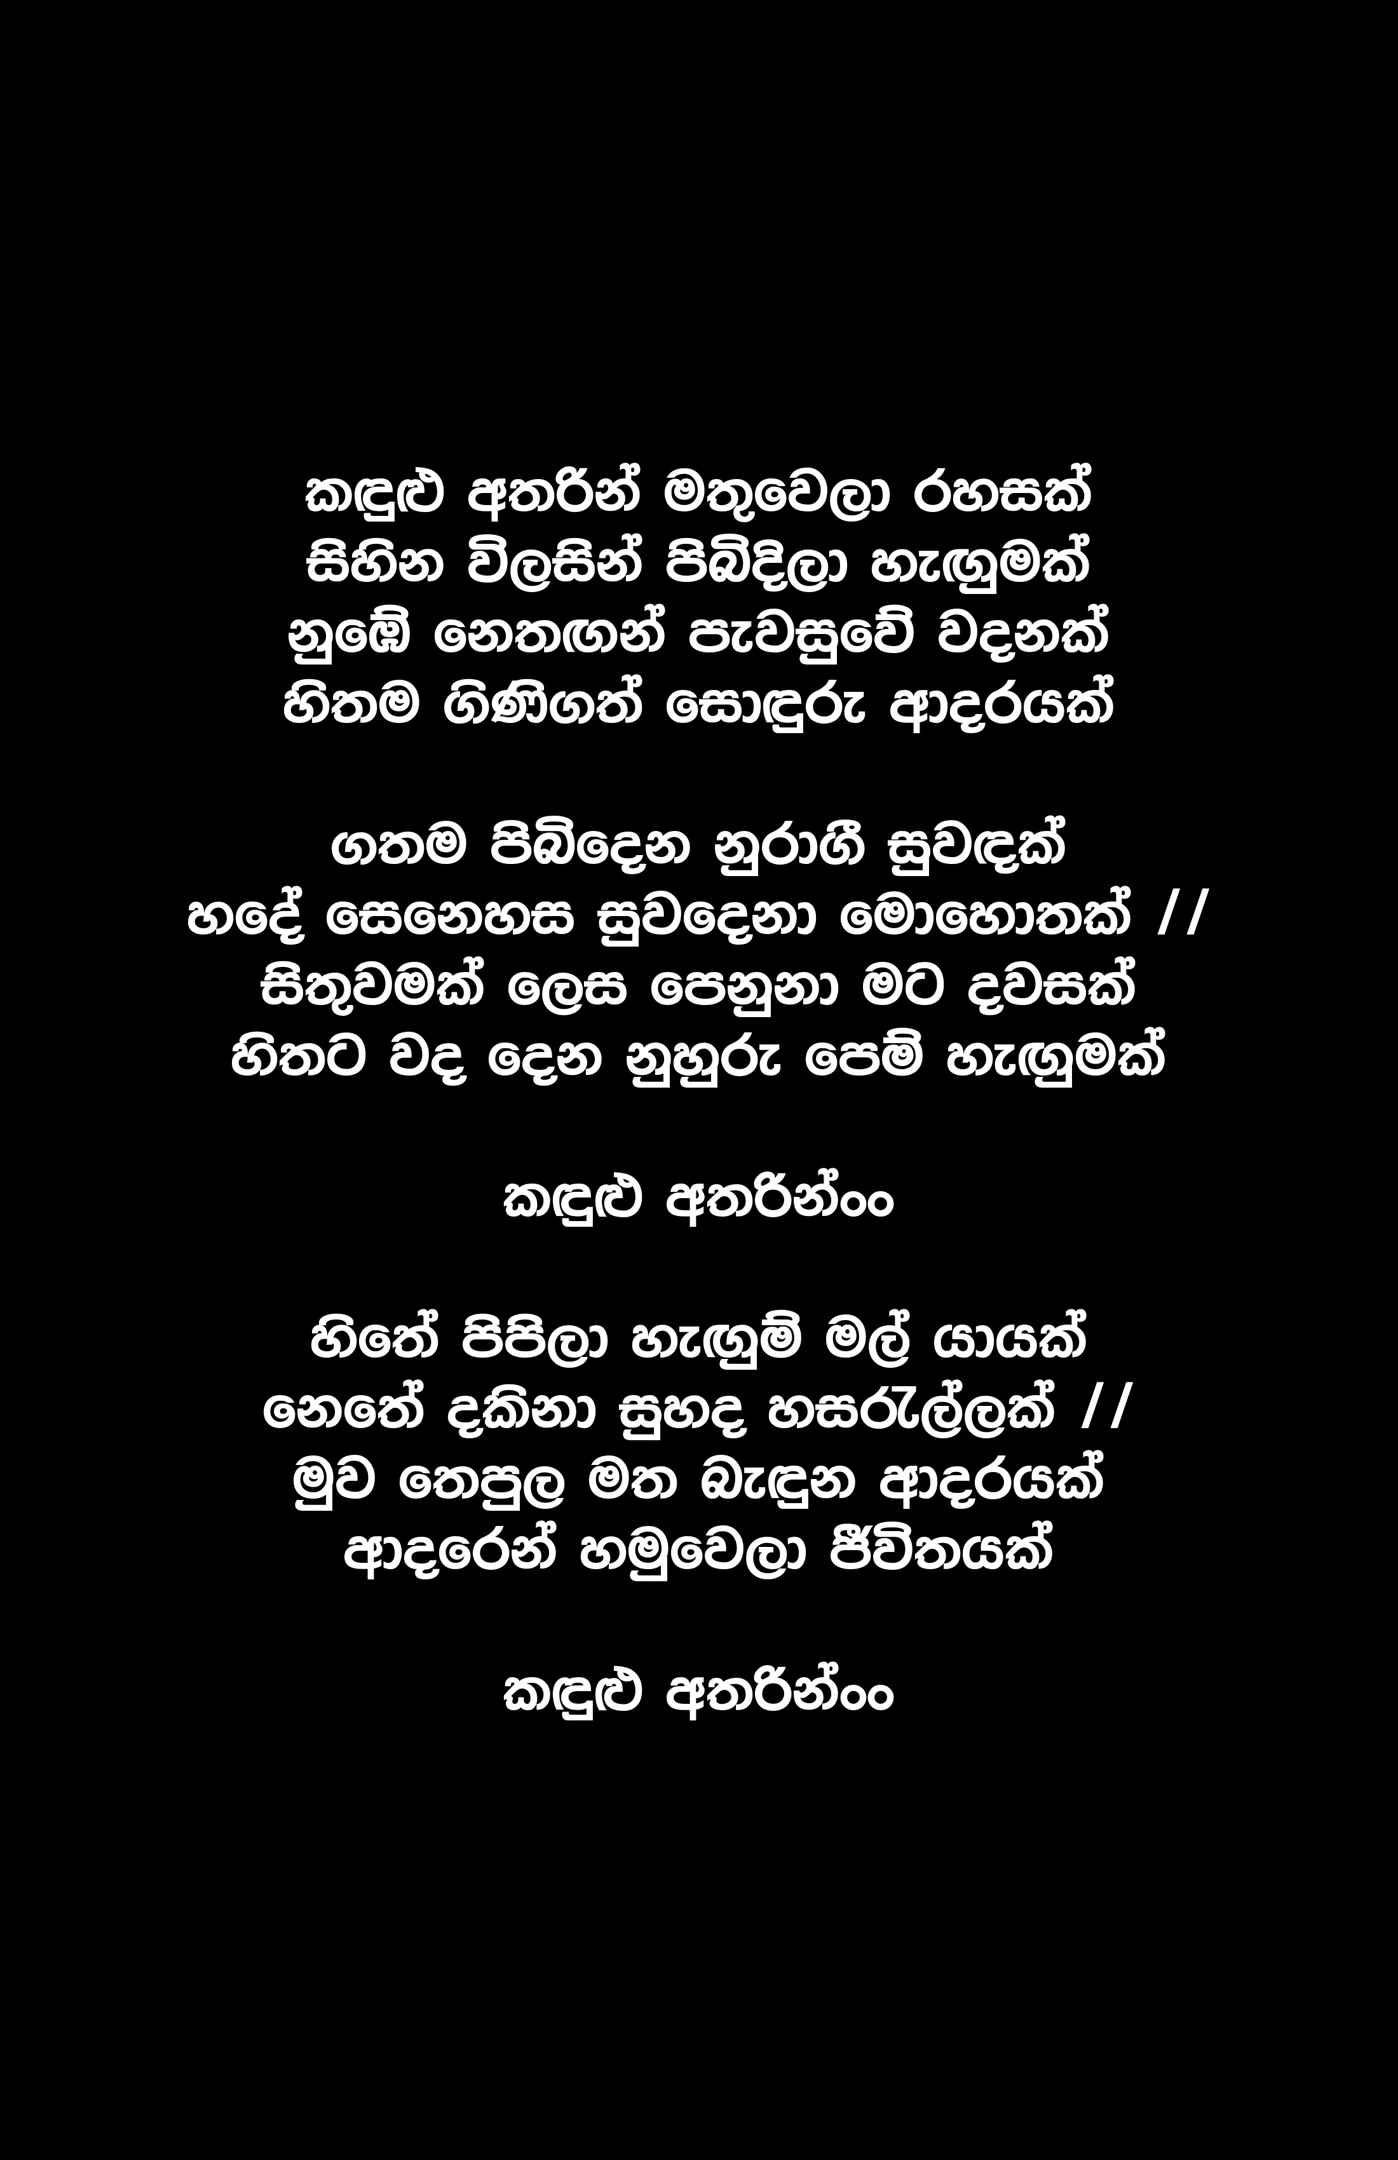 කඳුළු අතරින් මතුවෙලා රහසක්
සිහින විලසින් පිබිදිලා හැඟුමක්
නුඹේ නෙතඟන් පැවසුවේ වදනක්
හිතම ගිණිගත් සොඳුරු ආදරයක්
ගතම පිබිදෙන නුරාගී සුවඳක්
හදේ සෙනෙහස සුවදෙනා මොහොතක් //
සිතුවමක් ලෙස පෙනුනා මට දවසක්
හිතට වද දෙන නුහුරු පෙම් හැඟුමක්
කඳුළු අතරින්ංං
හිතේ පිපිලා හැඟුම් මල් යායක්
නෙතේ දකිනා සුහද හසරැල්ලක් //
මුව තෙපුල මත බැඳුන ආදරයක්
ආදරෙන් හමුවෙලා ජීවිතයක්
කඳුළු අතරින්ංං